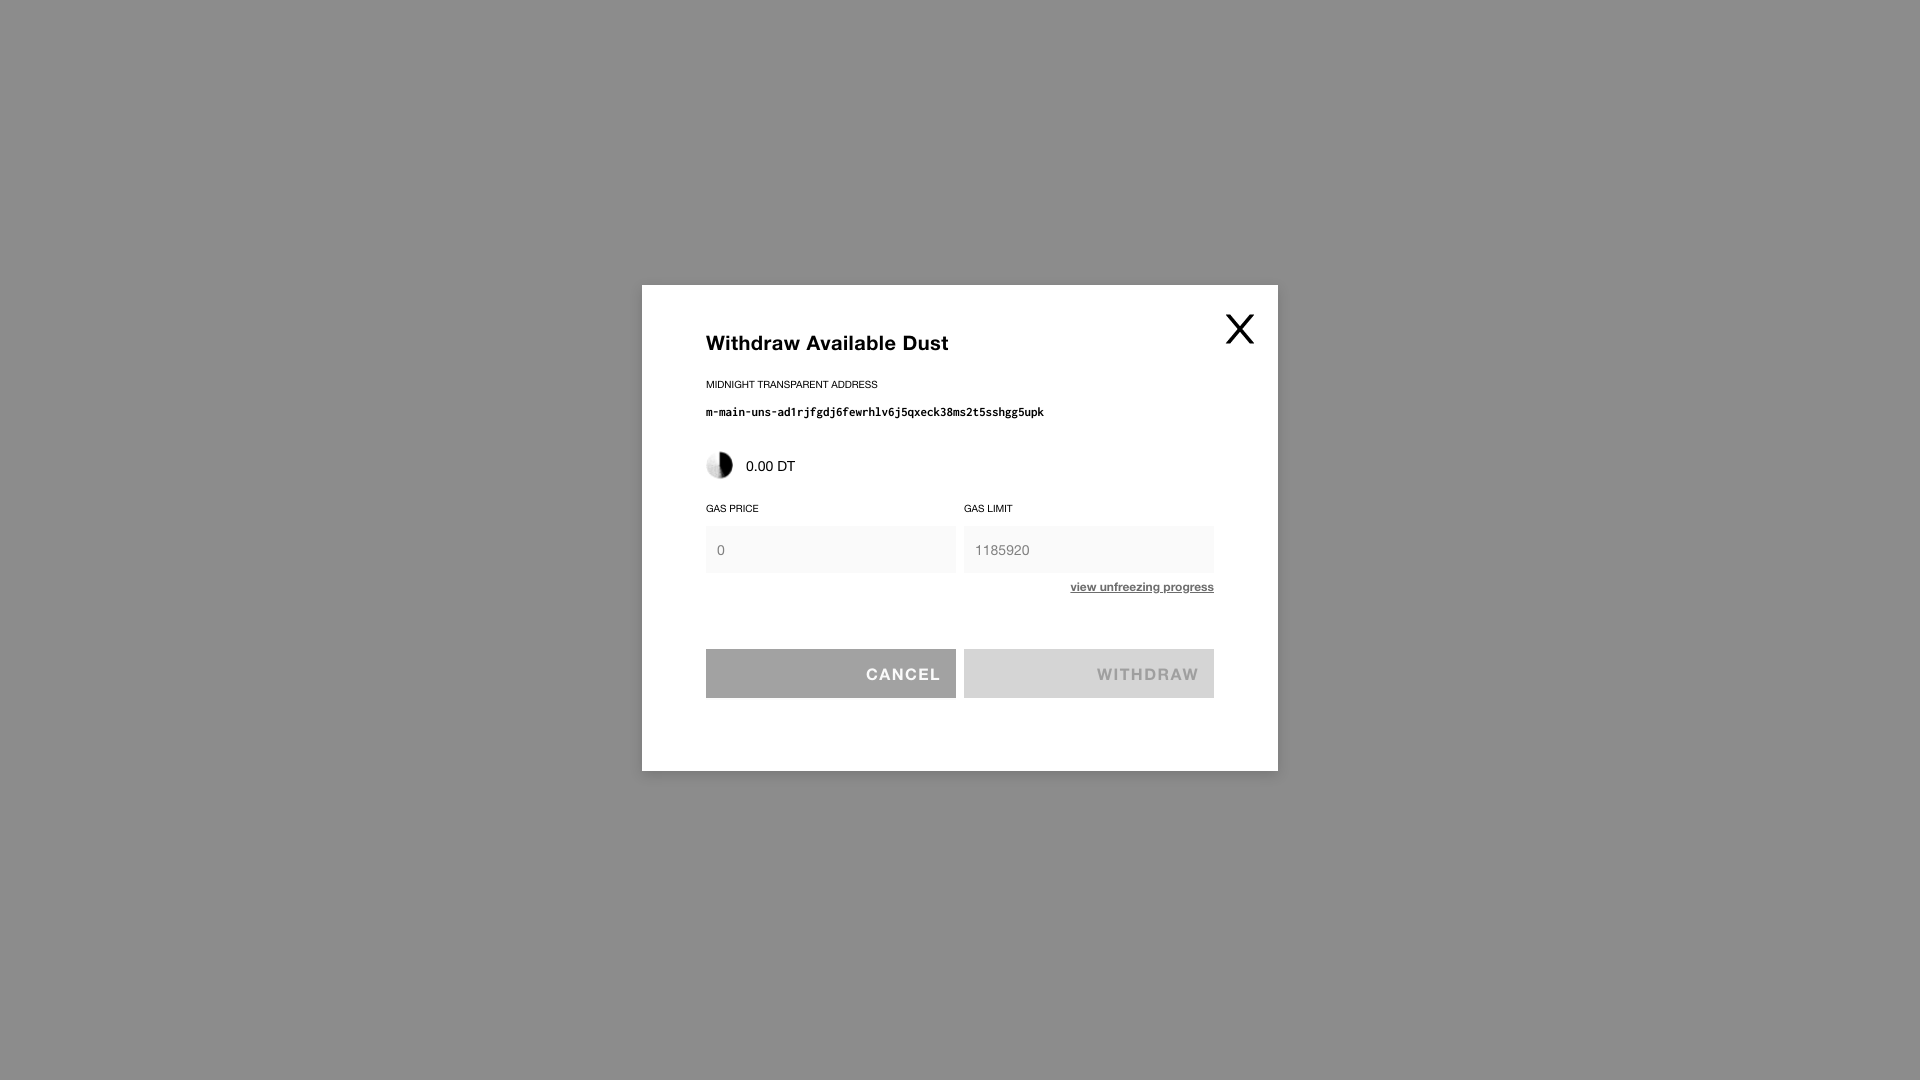 Withdraw Available Dust
MIDNIGHT TRANSPARENT ADDRESS
m-main-uns-ad1rjfgdj6fewrhlv6j5qxeck38ms2t5sshgg5upk
0.00 DT
GAS PRICE
GAS LIMIT
0
1185920
view unfreezing progress
CANCEL
WITHDRAW